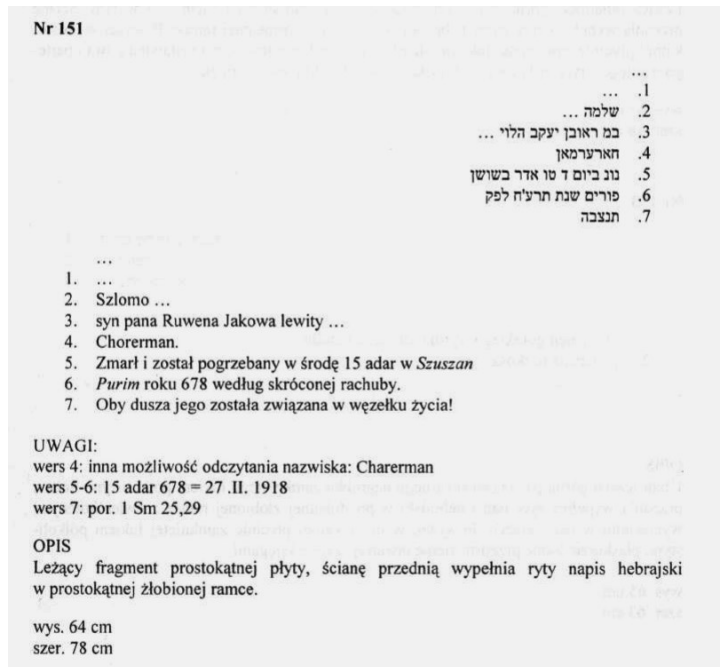 Nr 151
...
1. ...
2. שלמה ...
3. במ ראובן יעקב הלוי ...
4. חארערמאן
5. נונ ביום ד טו אדר בשושן
6. פורים שנת תרע'ח לפק
7. תנצבה
...
1. ...
2. Szlomo ...
3. syn pana Ruwena Jakowa lewity ...
4. Chorerman.
5. Zmarł i został pogrzebany w środę 15 adar w Szuszan
6. Purim roku 678 według skróconej rachuby.
7. Oby dusza jego została związana w węzełku życia!
UWAGI:
wers 4: inna możliwość odczytania nazwiska: Charerman
wers 5-6: 15 adar 678 = 27 .II. 1918
wers 7: por. 1 Sm 25,29
OPIS
Leżący fragment prostokątnej płyty, ścianę przednią wypełnia ryty napis hebrajski
w prostokątnej żłobionej ramce.
wys. 64 cm
szer. 78 cm